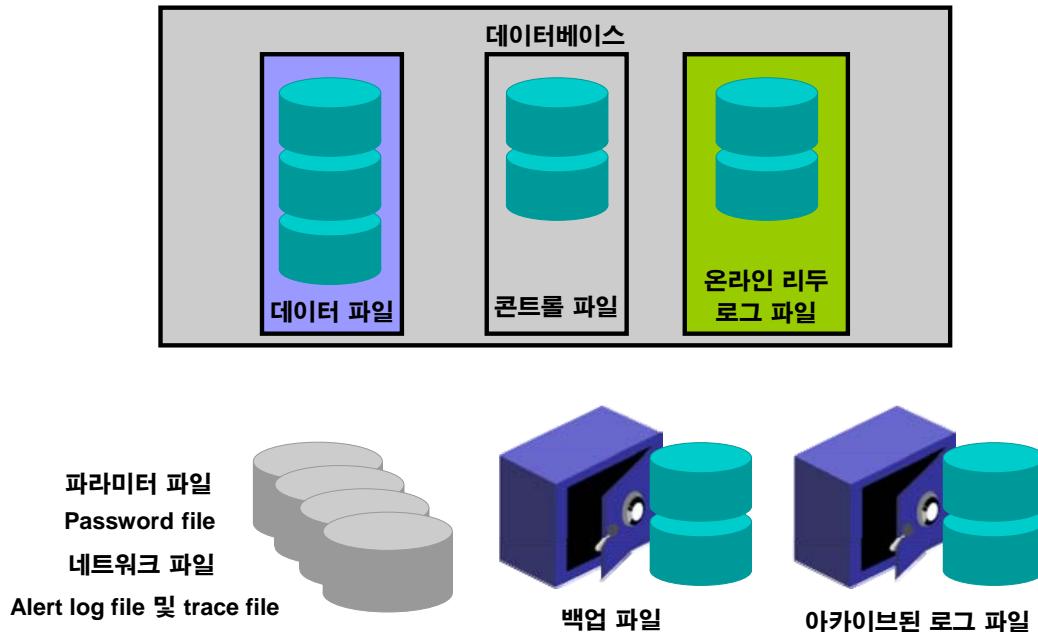 데이터베이스
데이터 파일
콘트롤 파일
온라인 리두
로그 파일
파라미터 파일
Password file
네트워크 파일
Alert log file 및 trace file
백업 파일
아카이브된 로그 파일